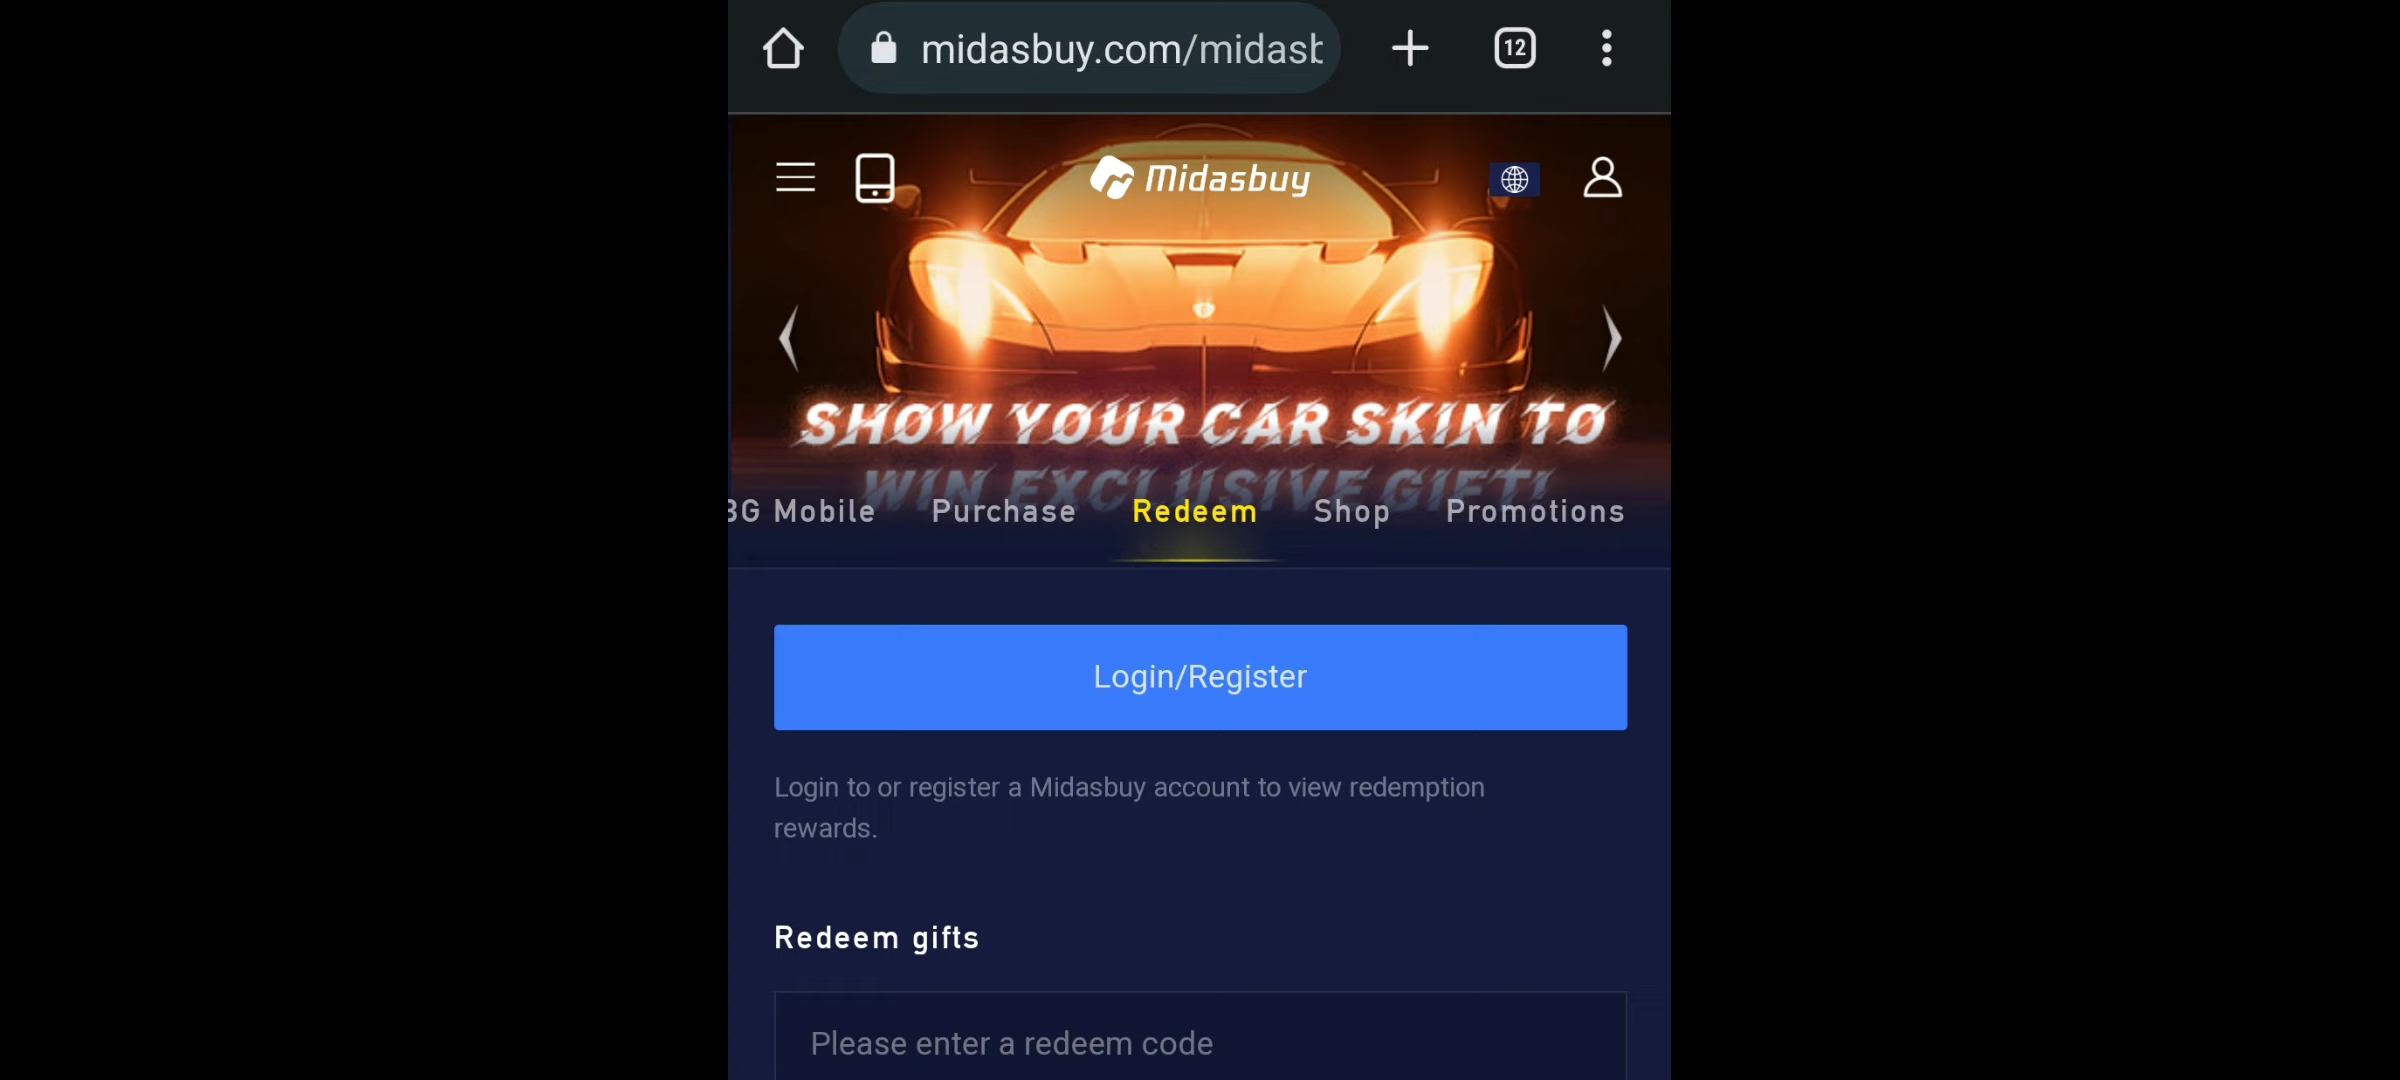 midasbuy.com/midasb
12
Midasbuy
SHOW YOUR CAR SKIN TO
WIN EXCLUSIVE GIFT!
BG Mobile Purchase Redeem Shop Promotions
Login/Register
Login to or register a Midasbuy account to view redemption
rewards.
Redeem gifts
Please enter a redeem code